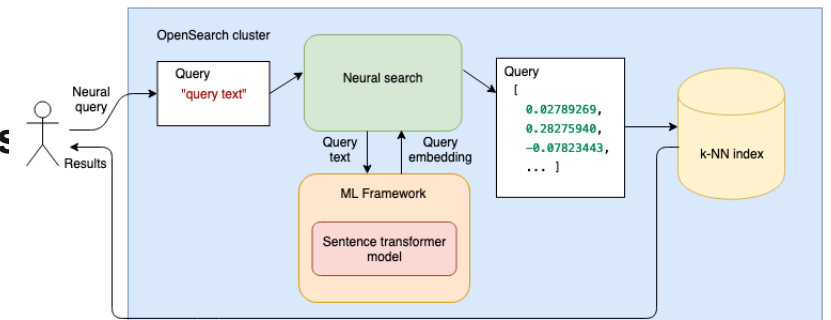 OpenSearch cluster
Neural
query
Query
"query text"
Neural search
Query
[
0.02789269,
0.28275940,
-0.07823443,
... ]
k-NN index
Results
Query
text
Query
embedding
ML Framework
Sentence transformer
model